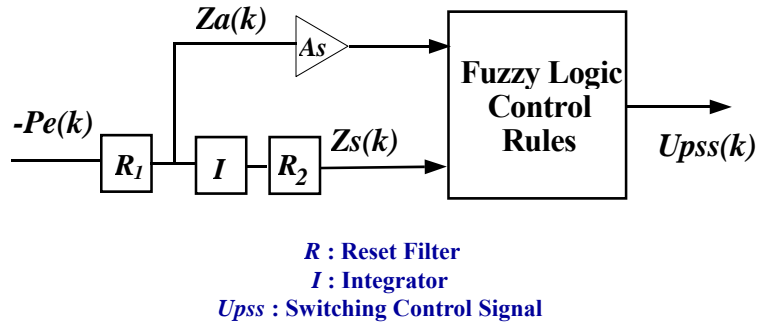 Za(k)
As
Fuzzy Logic
Control
Rules
-Pe(k)
R1
I
R2
Zs(k)
Upss(k)
R : Reset Filter
I : Integrator
Upss : Switching Control Signal